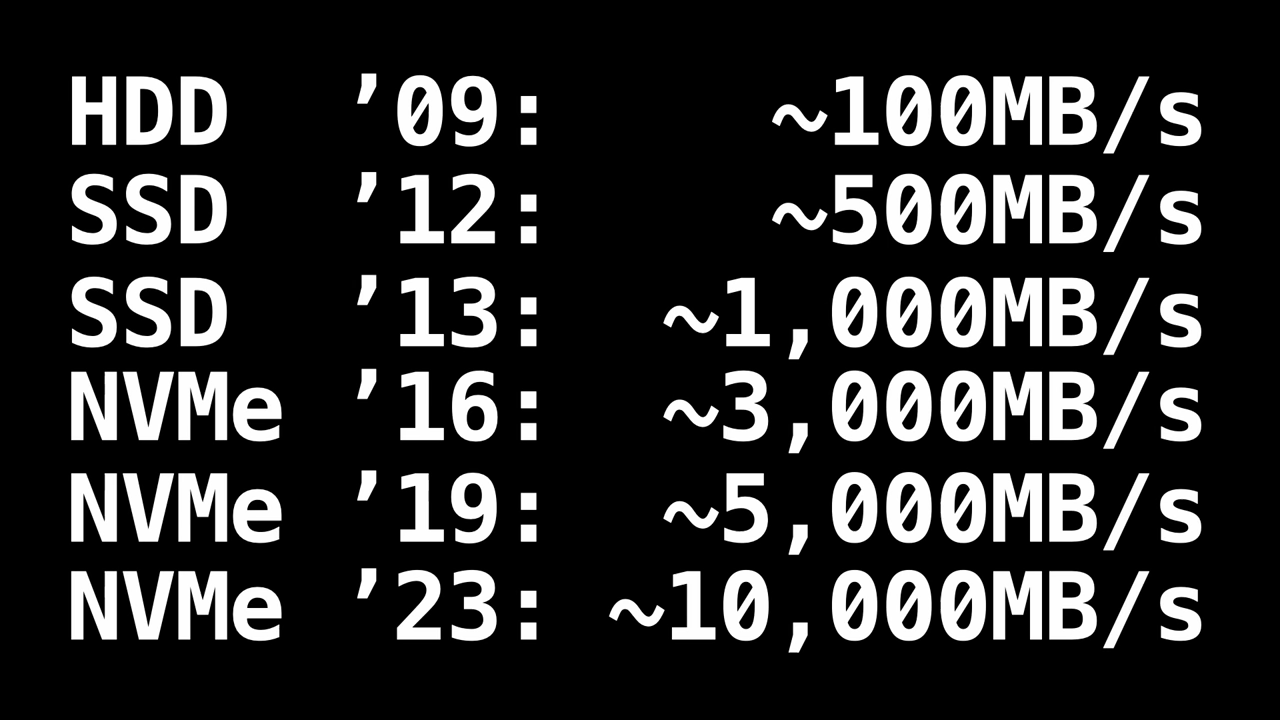 HDD ’09: ~100MB/s
SSD ’12: ~500MB/s
SSD ’13: ~1,000MB/s
NVMe ’16: ~3,000MB/s
NVMe ’19: ~5,000MB/s
NVMe ’23: ~10,000MB/s